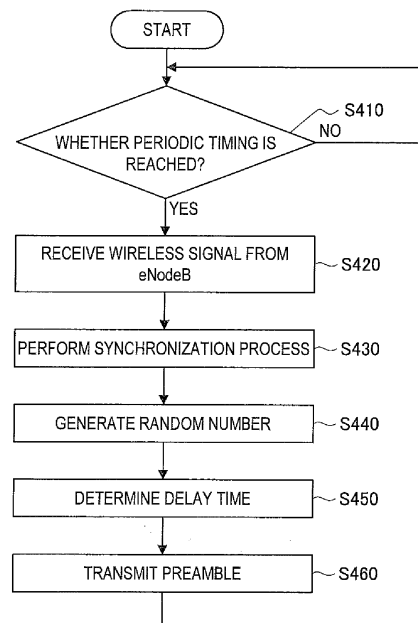 START
S410
WHETHER PERIODIC TIMING IS
REACHED?
NO
YES
RECEIVE WIRELESS SIGNAL FROM
eNodeB
S420
PERFORM SYNCHRONIZATION PROCESS
S430
GENERATE RANDOM NUMBER
S440
DETERMINE DELAY TIME
S450
TRANSMIT PREAMBLE
S460